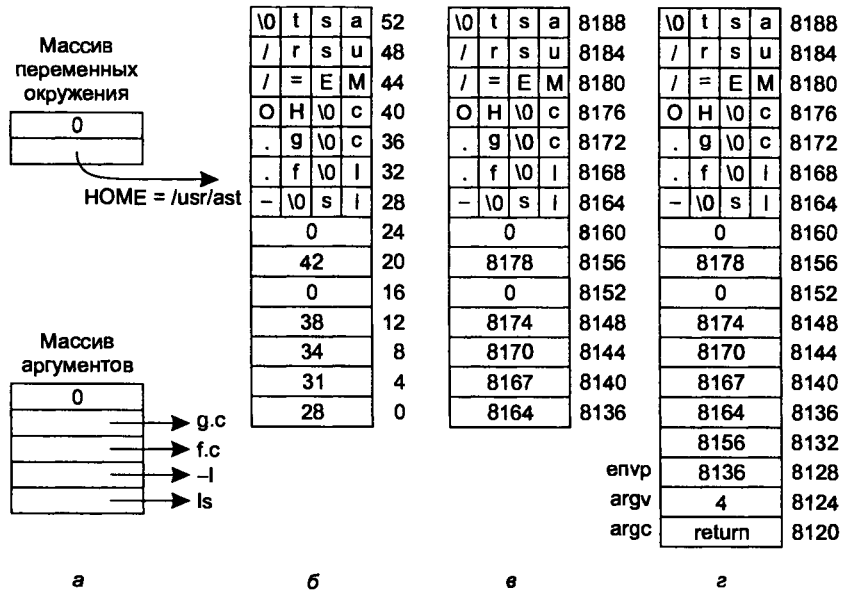 Массив
переменных
окружения
0
HOME = /usr/ast
Массив
аргументов
0
g.c
f.c
–l
ls
а
\0 t s a 52
/ r s u 48
/ = E M 44
O H \0 c 40
. g \0 c 36
. f \0 l 32
– \0 s l 28
0 24
42 20
0 16
38 12
34 8
31 4
28 0
б
\0 t s a 8188
/ r s u 8184
/ = E M 8180
O H \0 c 8176
. g \0 c 8172
. f \0 l 8168
– \0 s l 8164
0 8160
8178 8156
0 8152
8174 8148
8170 8144
8167 8140
8164 8136
в
\0 t s a 8188
/ r s u 8184
/ = E M 8180
O H \0 c 8176
. g \0 c 8172
. f \0 l 8168
– \0 s l 8164
0 8160
8178 8156
0 8152
8174 8148
8170 8144
8167 8140
8164 8136
8156 8132
envp 8136 8128
argv 4 8124
argc return 8120
г